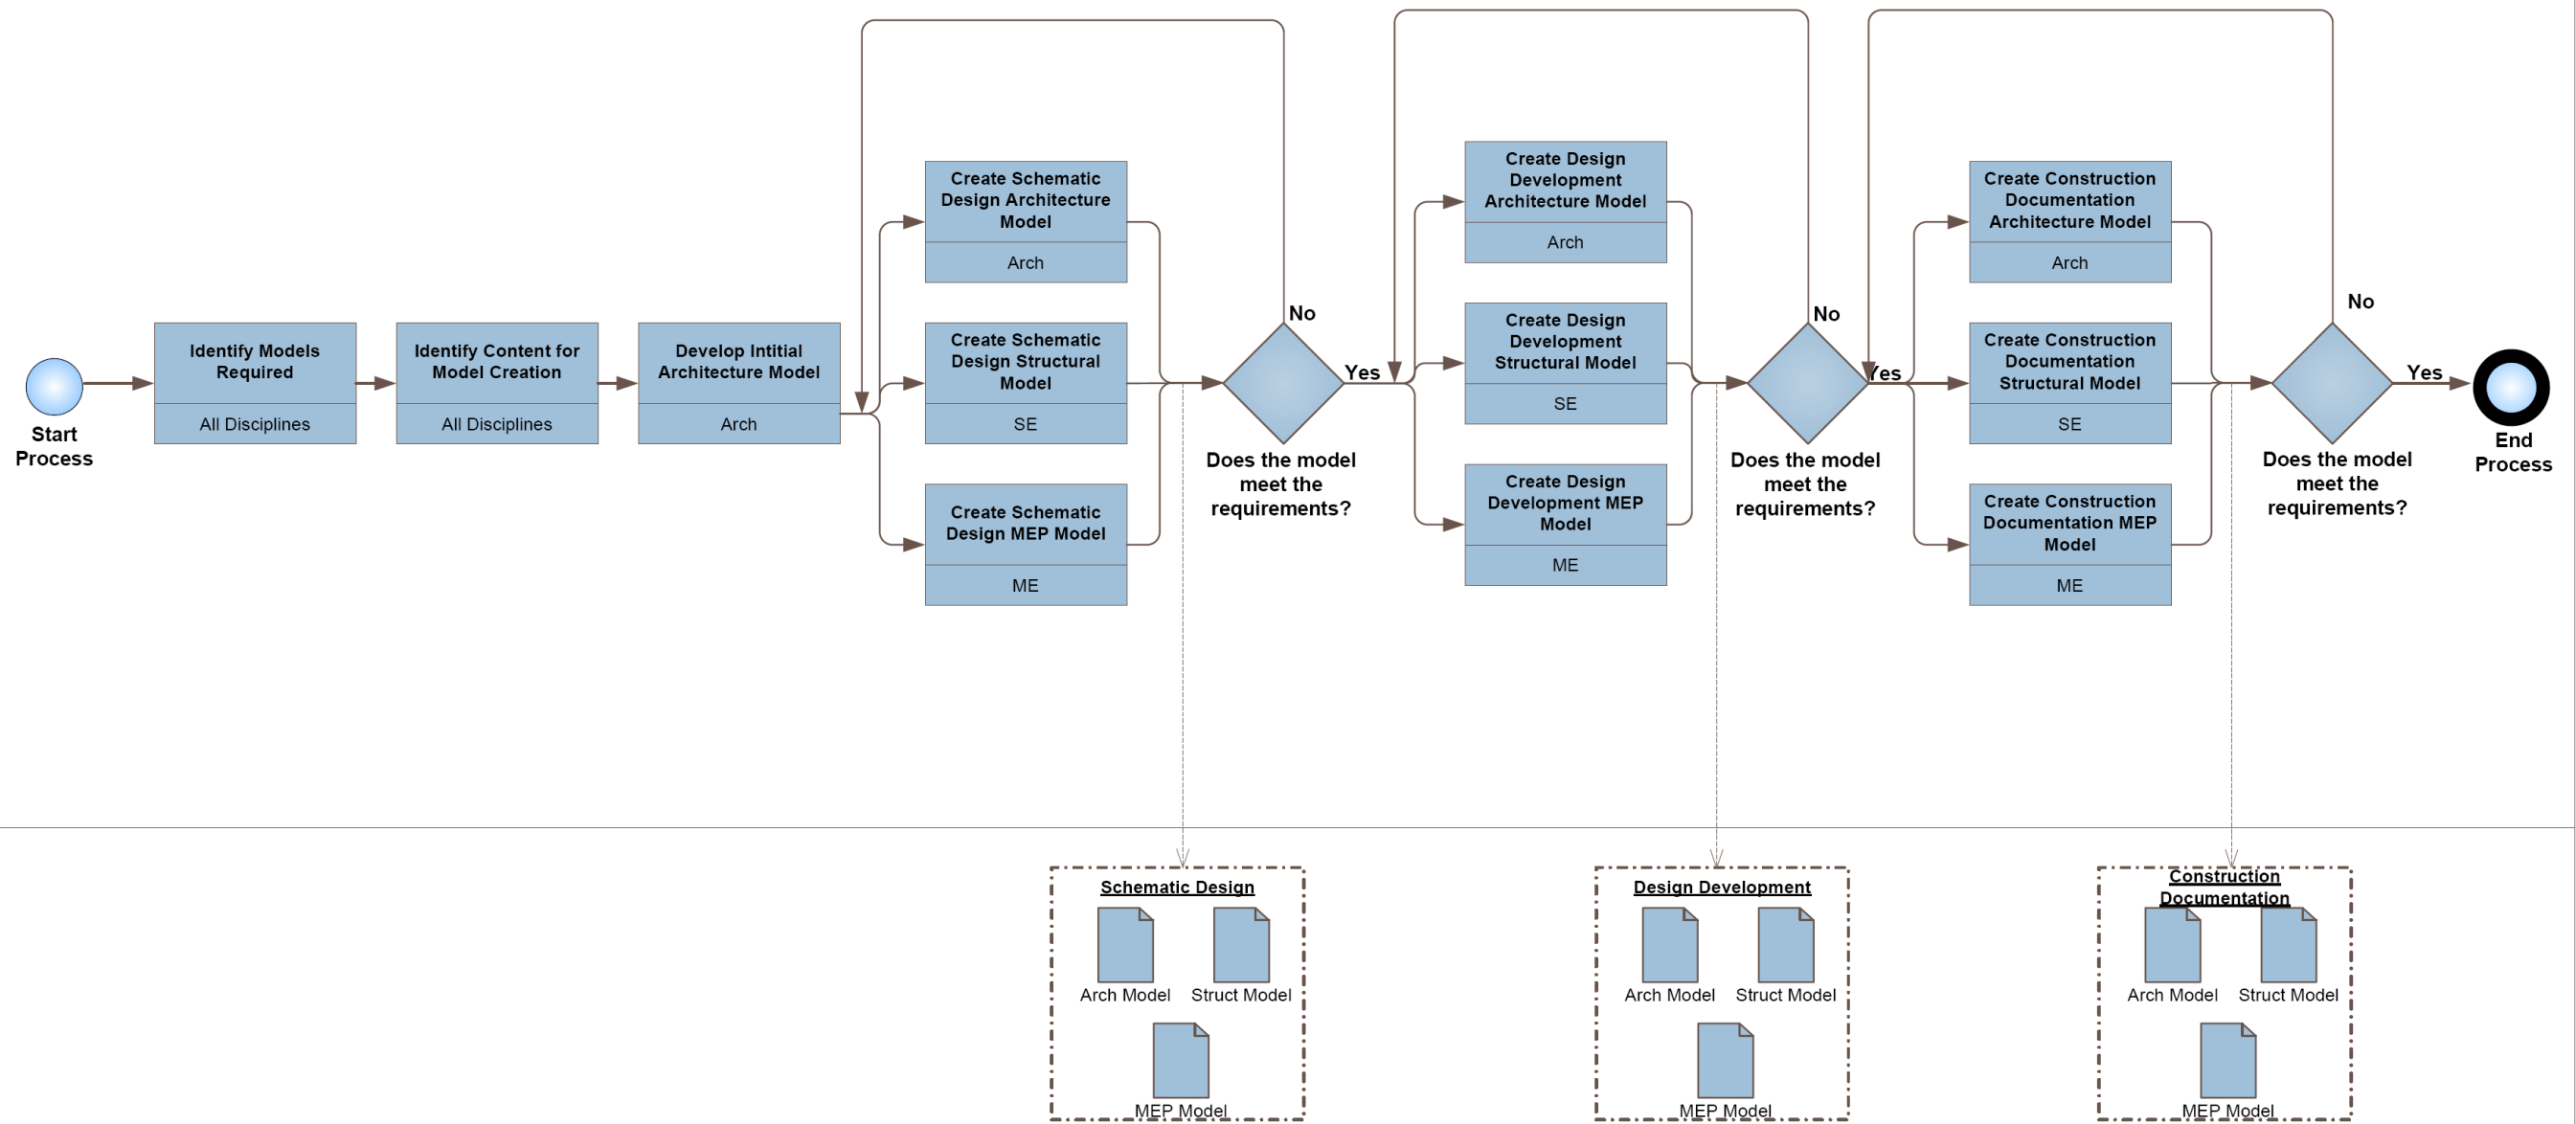 Start
Process
Identify Models
Required
All Disciplines
Identify Content for
Model Creation
All Disciplines
Develop Intitial
Architecture Model
Arch
Create Schematic
Design Architecture
Model
Arch
Create Schematic
Design Structural
Model
SE
Create Schematic
Design MEP Model
ME
No
Yes
Does the model
meet the
requirements?
Create Design
Development
Architecture Model
Arch
Create Design
Development
Structural Model
SE
Create Design
Development MEP
Model
ME
No
Yes
Does the model
meet the
requirements?
Create Construction
Documentation
Architecture Model
Arch
Create Construction
Documentation
Structural Model
SE
Create Construction
Documentation MEP
Model
ME
No
Yes
Does the model
meet the
requirements?
End
Process
Schematic Design
Arch Model
Struct Model
MEP Model
Design Development
Arch Model
Struct Model
MEP Model
Construction
Documentation
Arch Model
Struct Model
MEP Model